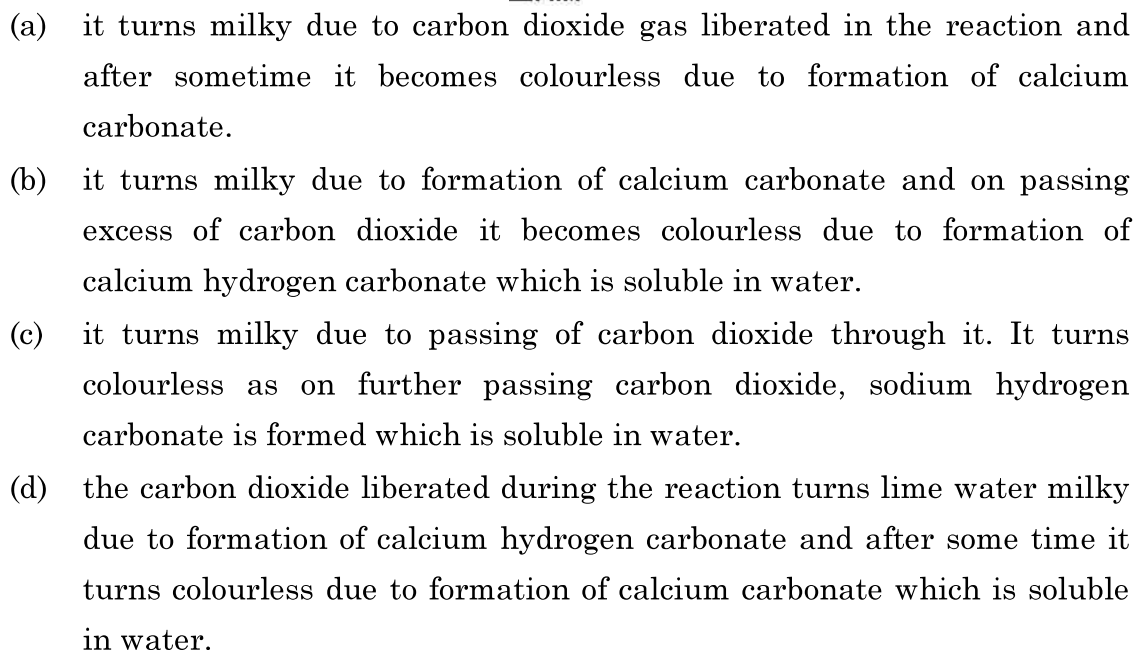 (a) it turns milky due to carbon dioxide gas liberated in the reaction and
after sometime it becomes colourless due to formation of calcium
carbonate.
(b) it turns milky due to formation of calcium carbonate and on passing
excess of carbon dioxide it becomes colourless due to formation of
calcium hydrogen carbonate which is soluble in water.
(c) it turns milky due to passing of carbon dioxide through it. It turns
colourless as on further passing carbon dioxide, sodium hydrogen
carbonate is formed which is soluble in water.
(d) the carbon dioxide liberated during the reaction turns lime water milky
due to formation of calcium hydrogen carbonate and after some time it
turns colourless due to formation of calcium carbonate which is soluble
in water.